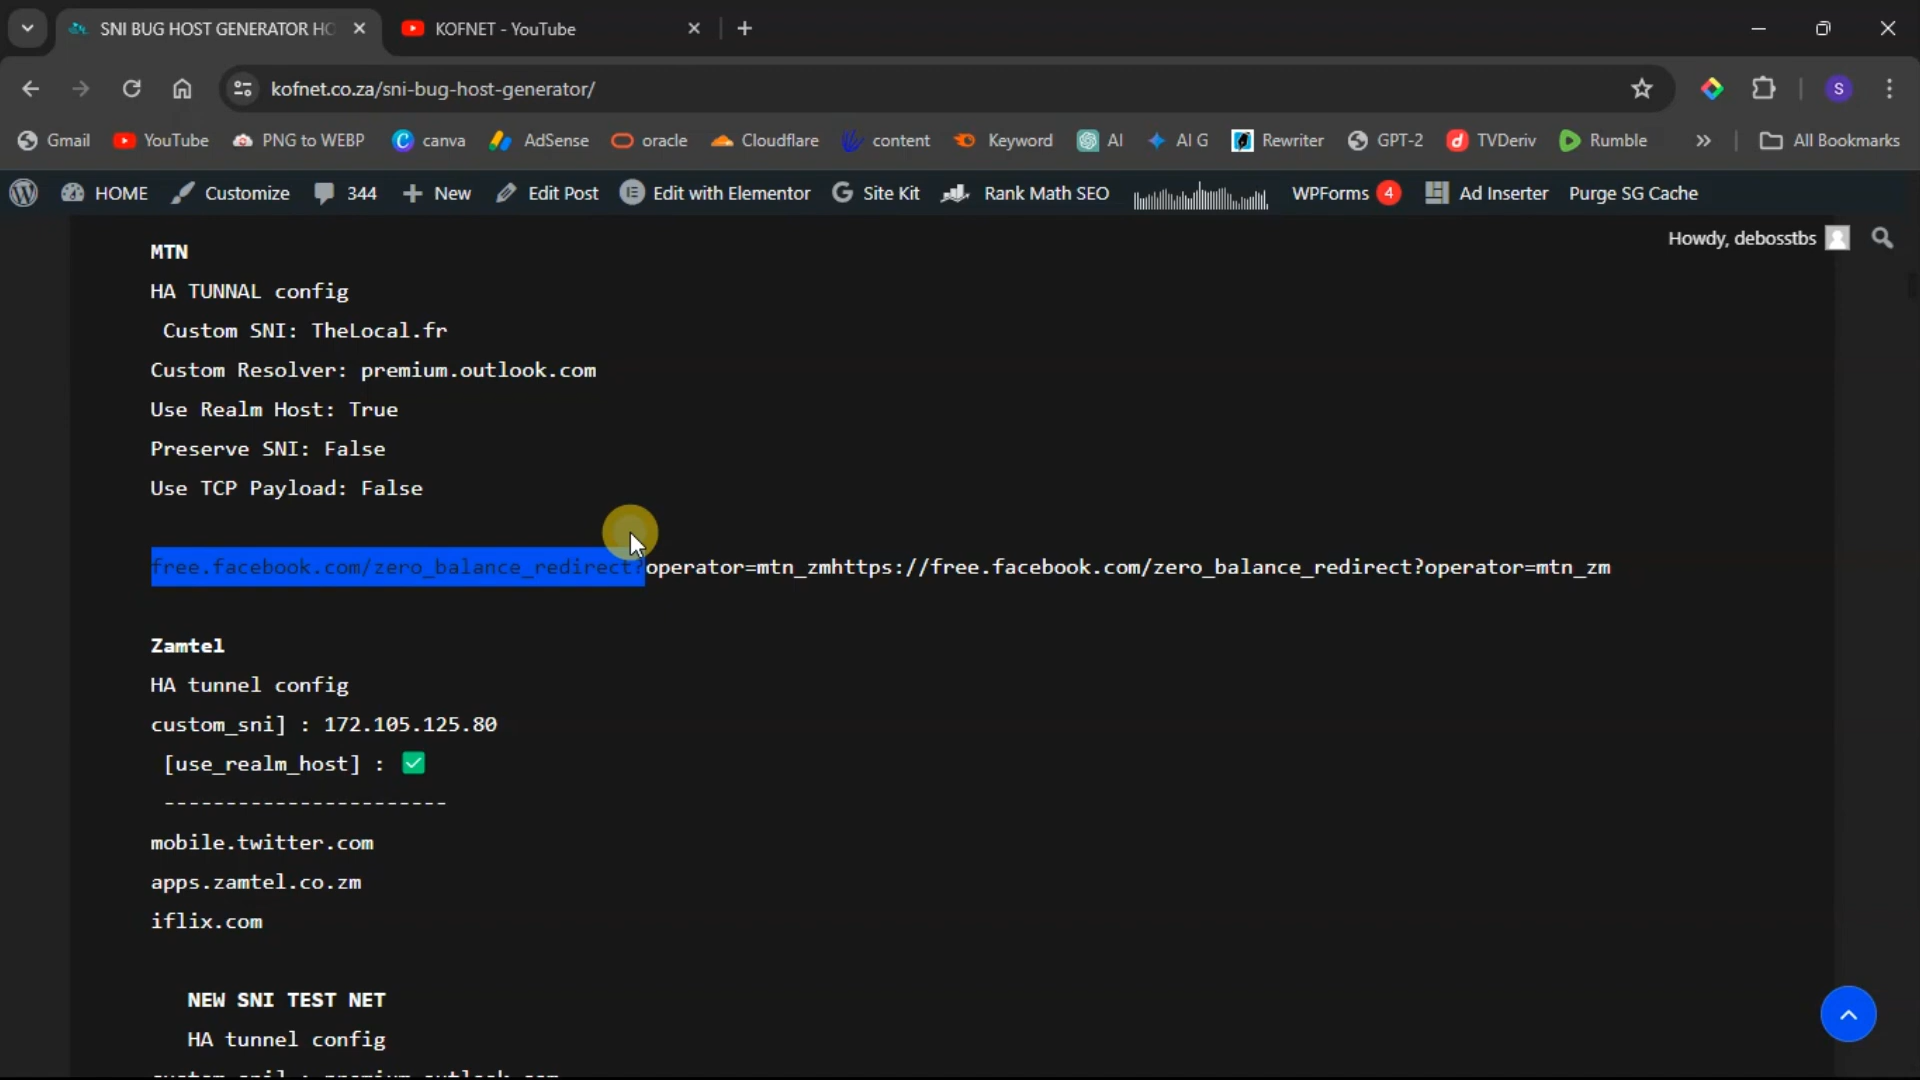 SNI BUG HOST GENERATOR HO
KOFNET - YouTube
kofnet.co.za/sni-bug-host-generator/
S
Gmail
YouTube
PNG to WEBP
canva
AdSense
oracle
Cloudflare
content
Keyword
AI
AI G
Rewriter
GPT-2
TVDeriv
Rumble
All Bookmarks
HOME
Customize
344
New
Edit Post
Edit with Elementor
Site Kit
Rank Math SEO
WPForms 4
Ad Inserter
Purge SG Cache
Howdy, debosstbs
MTN
HA TUNNAL config
Custom SNI: TheLocal.fr
Custom Resolver: premium.outlook.com
Use Realm Host: True
Preserve SNI: False
Use TCP Payload: False
free.facebook.com/zero_balance_redirect?operator=mtn_zmhttps://free.facebook.com/zero_balance_redirect?operator=mtn_zm
Zamtel
HA tunnel config
custom_sni] : 172.105.125.80
[use_realm_host] : ✅
-----------------------
mobile.twitter.com
apps.zamtel.co.zm
iflix.com
NEW SNI TEST NET
HA tunnel config
custom_sni] : premium.outlook.com